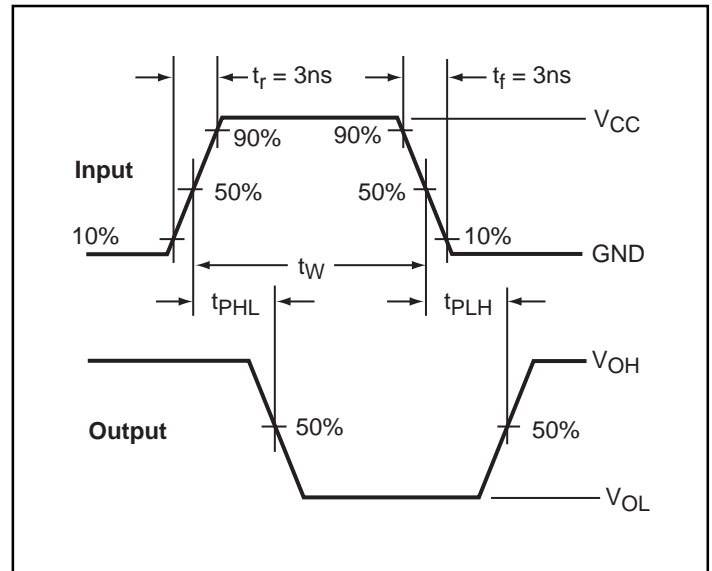 tr = 3ns
tf = 3ns
VCC
90%
90%
Input
50%
50%
10%
10%
GND
tW
tPHL
tPLH
VOH
Output
50%
50%
VOL